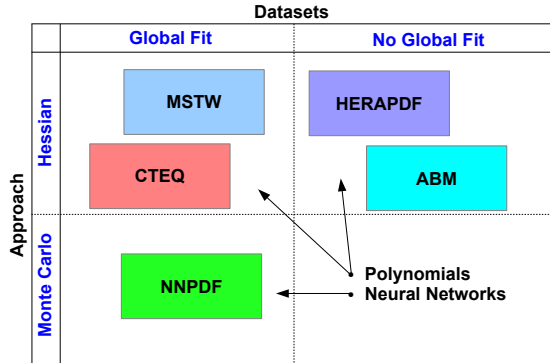 Datasets
Global Fit
No Global Fit
Approach
Hessian
Monte Carlo
MSTW
HERAPDF
CTEQ
ABM
NNPDF
Polynomials
Neural Networks